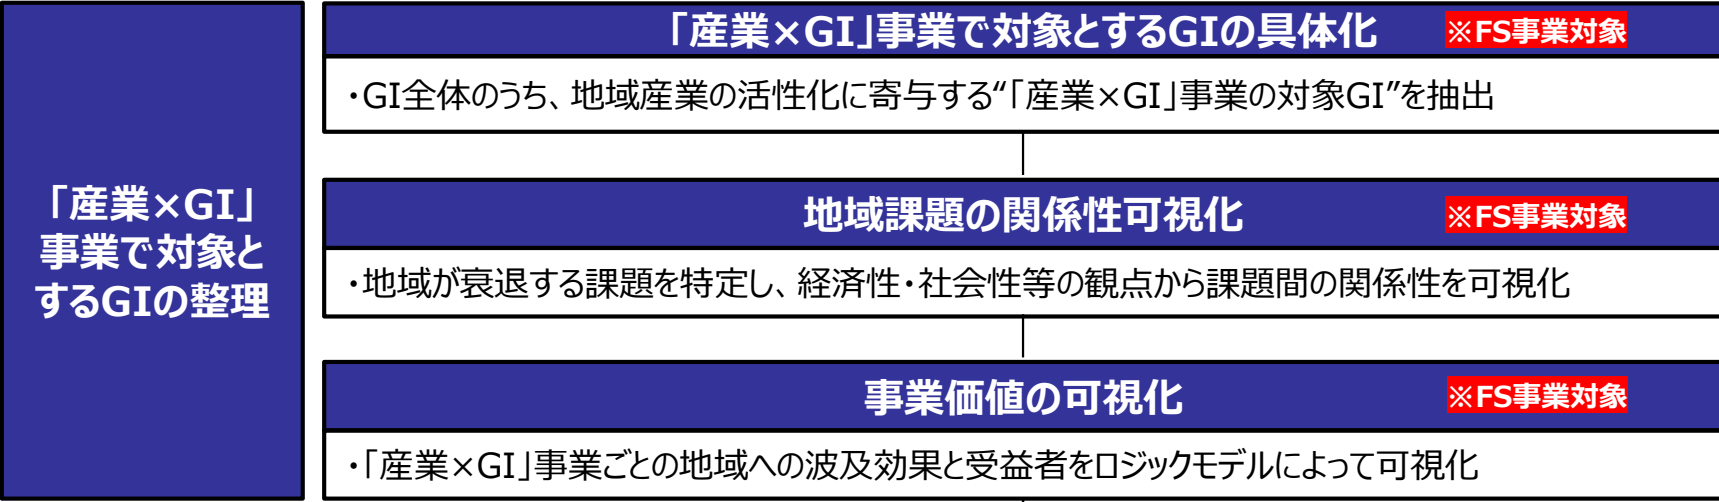 「産業×GI」
事業で対象と
するGIの整理
「産業×GI」事業で対象とするGIの具体化 ※FS事業対象
・GI全体のうち、地域産業の活性化に寄与する“「産業×GI」事業の対象GI”を抽出
地域課題の関係性可視化 ※FS事業対象
・地域が衰退する課題を特定し、経済性・社会性等の観点から課題間の関係性を可視化
事業価値の可視化 ※FS事業対象
・「産業×GI」事業ごとの地域への波及効果と受益者をロジックモデルによって可視化